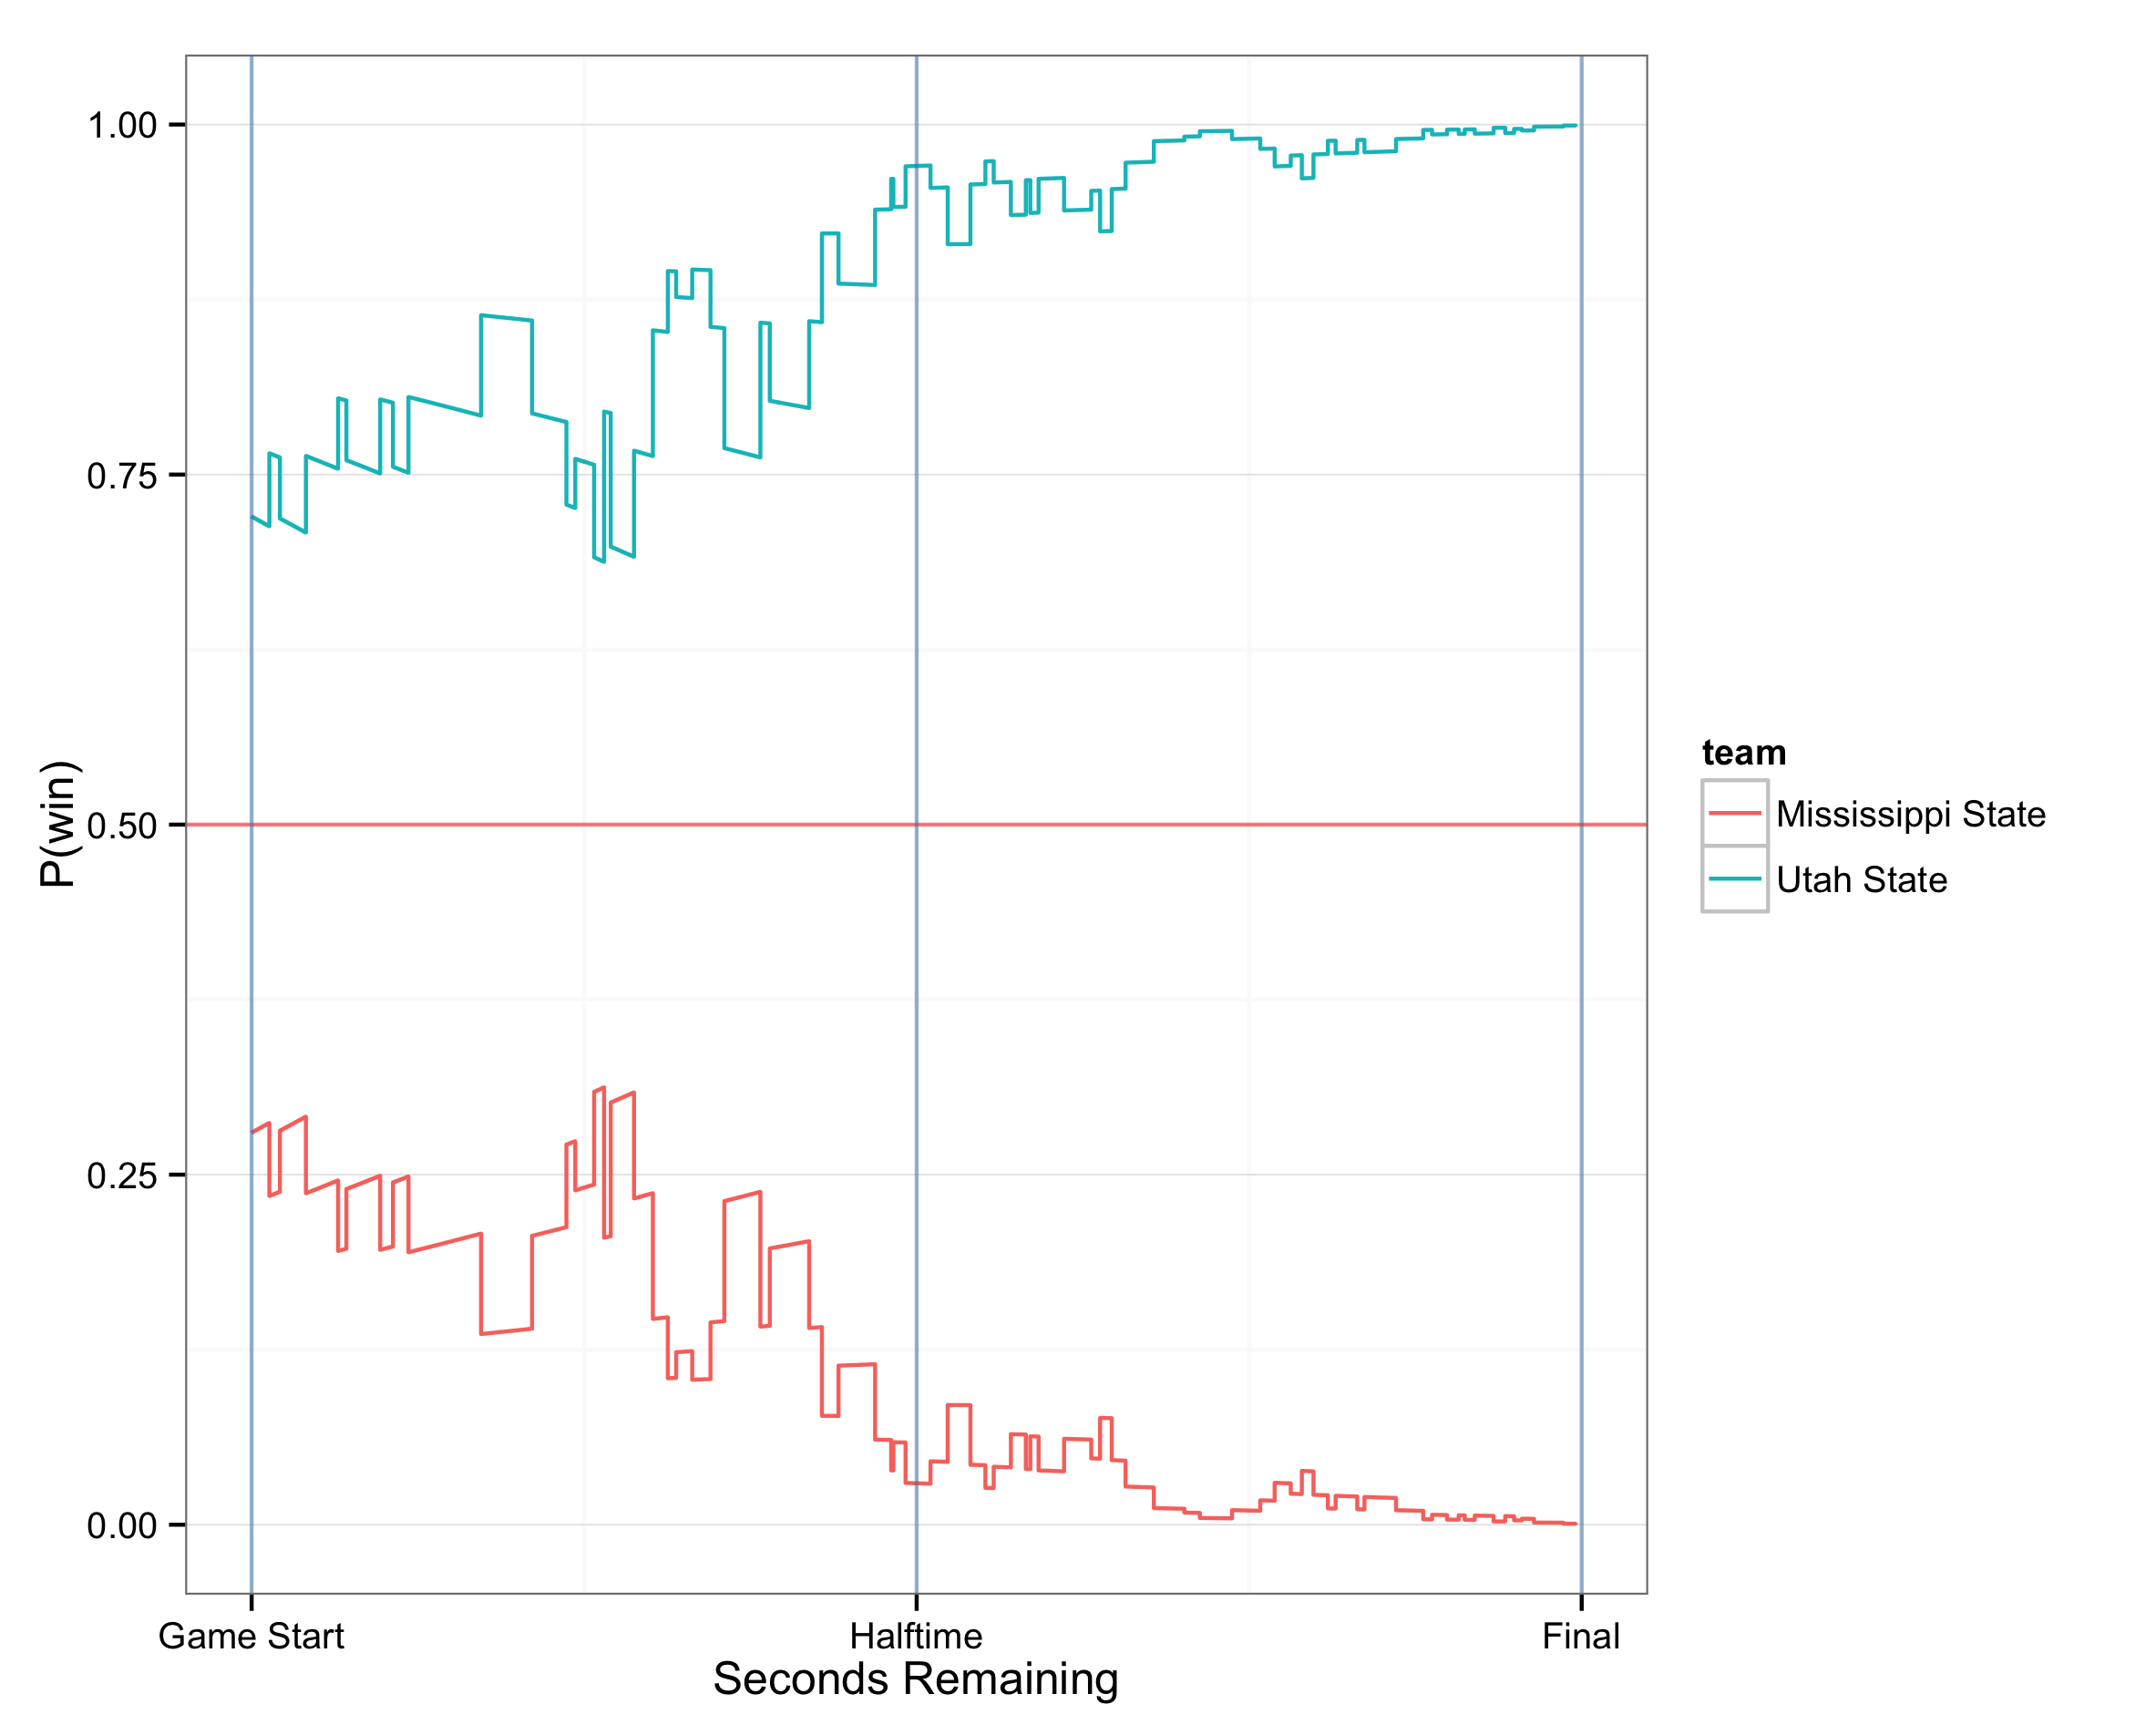 1.00
0.75
0.50
0.25
0.00
P(win)
Game Start
Halftime
Final
Seconds Remaining
team
Mississippi State
Utah State